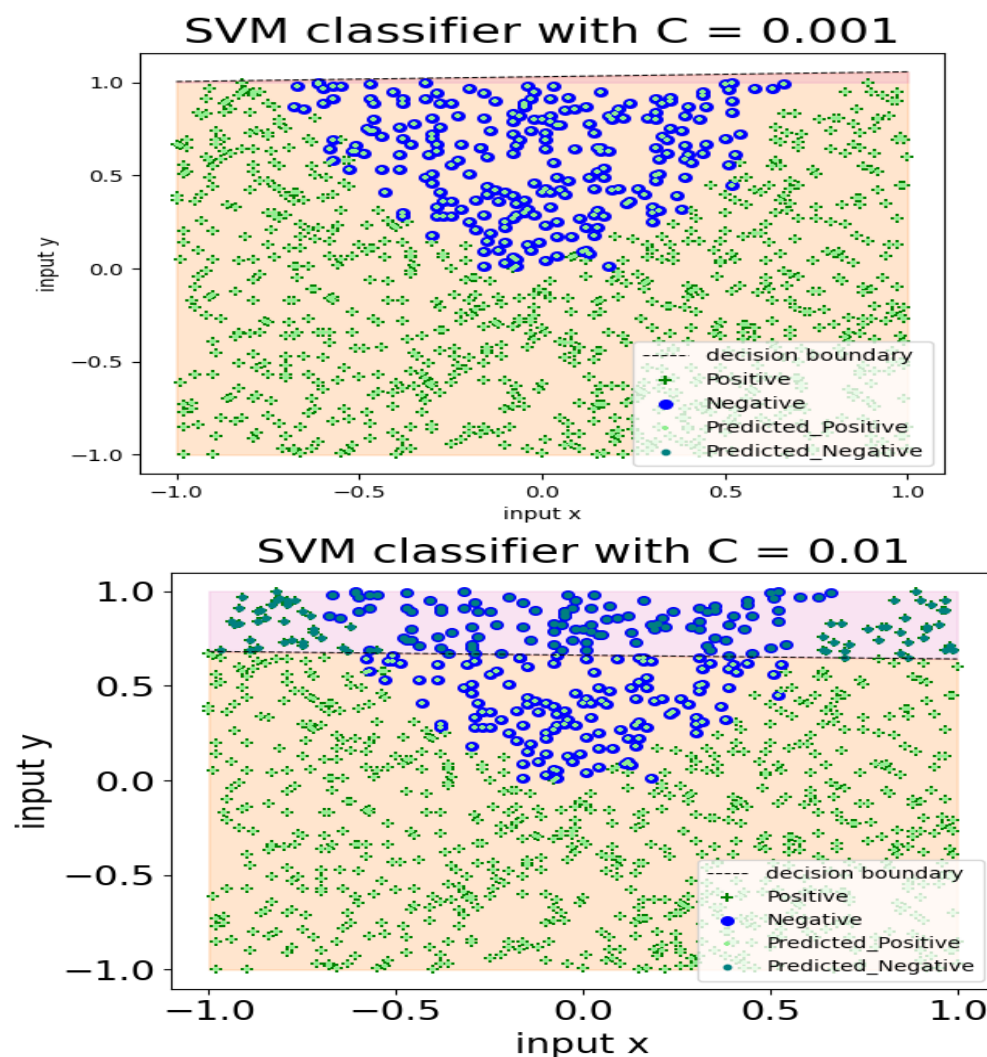 SVM classifier with C = 0.001
1.0
0.5
0.0
−0.5
−1.0
input y
decision boundary
Positive
Negative
Predicted_Positive
Predicted_Negative
−1.0 −0.5 0.0 0.5 1.0
input x
SVM classifier with C = 0.01
1.0
0.5
0.0
−0.5
−1.0
input y
decision boundary
Positive
Negative
Predicted_Positive
Predicted_Negative
−1.0 −0.5 0.0 0.5 1.0
input x